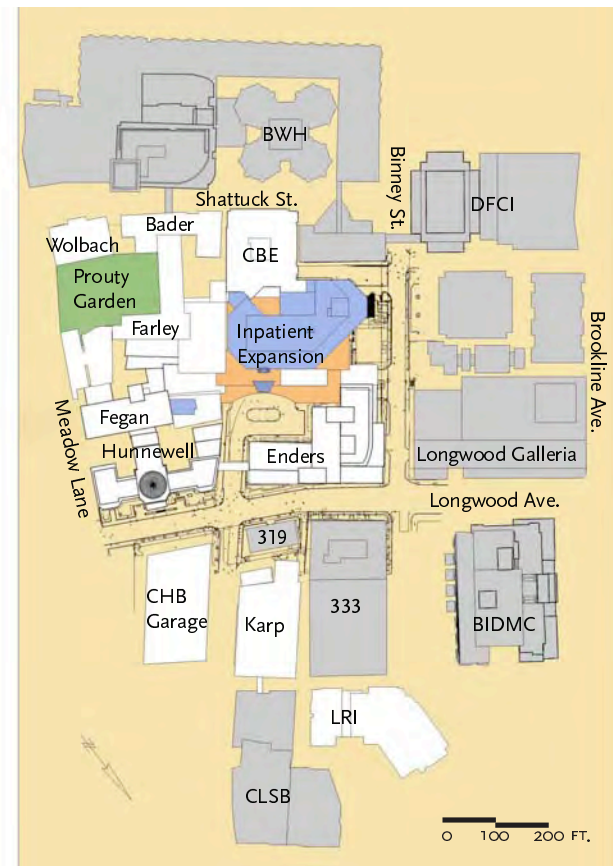 BWH
Binney St.
DFCI
Shattuck St.
Bader
Wolbach
CBE
Prouty
Garden
Farley
Inpatient
Expansion
Brookline Ave.
Fegan
Meadow Lane
Hunnewell
Enders
Longwood Galleria
Longwood Ave.
319
CHB
Garage
Karp
333
BIDMC
LRI
CLSB
0 100 200 FT.